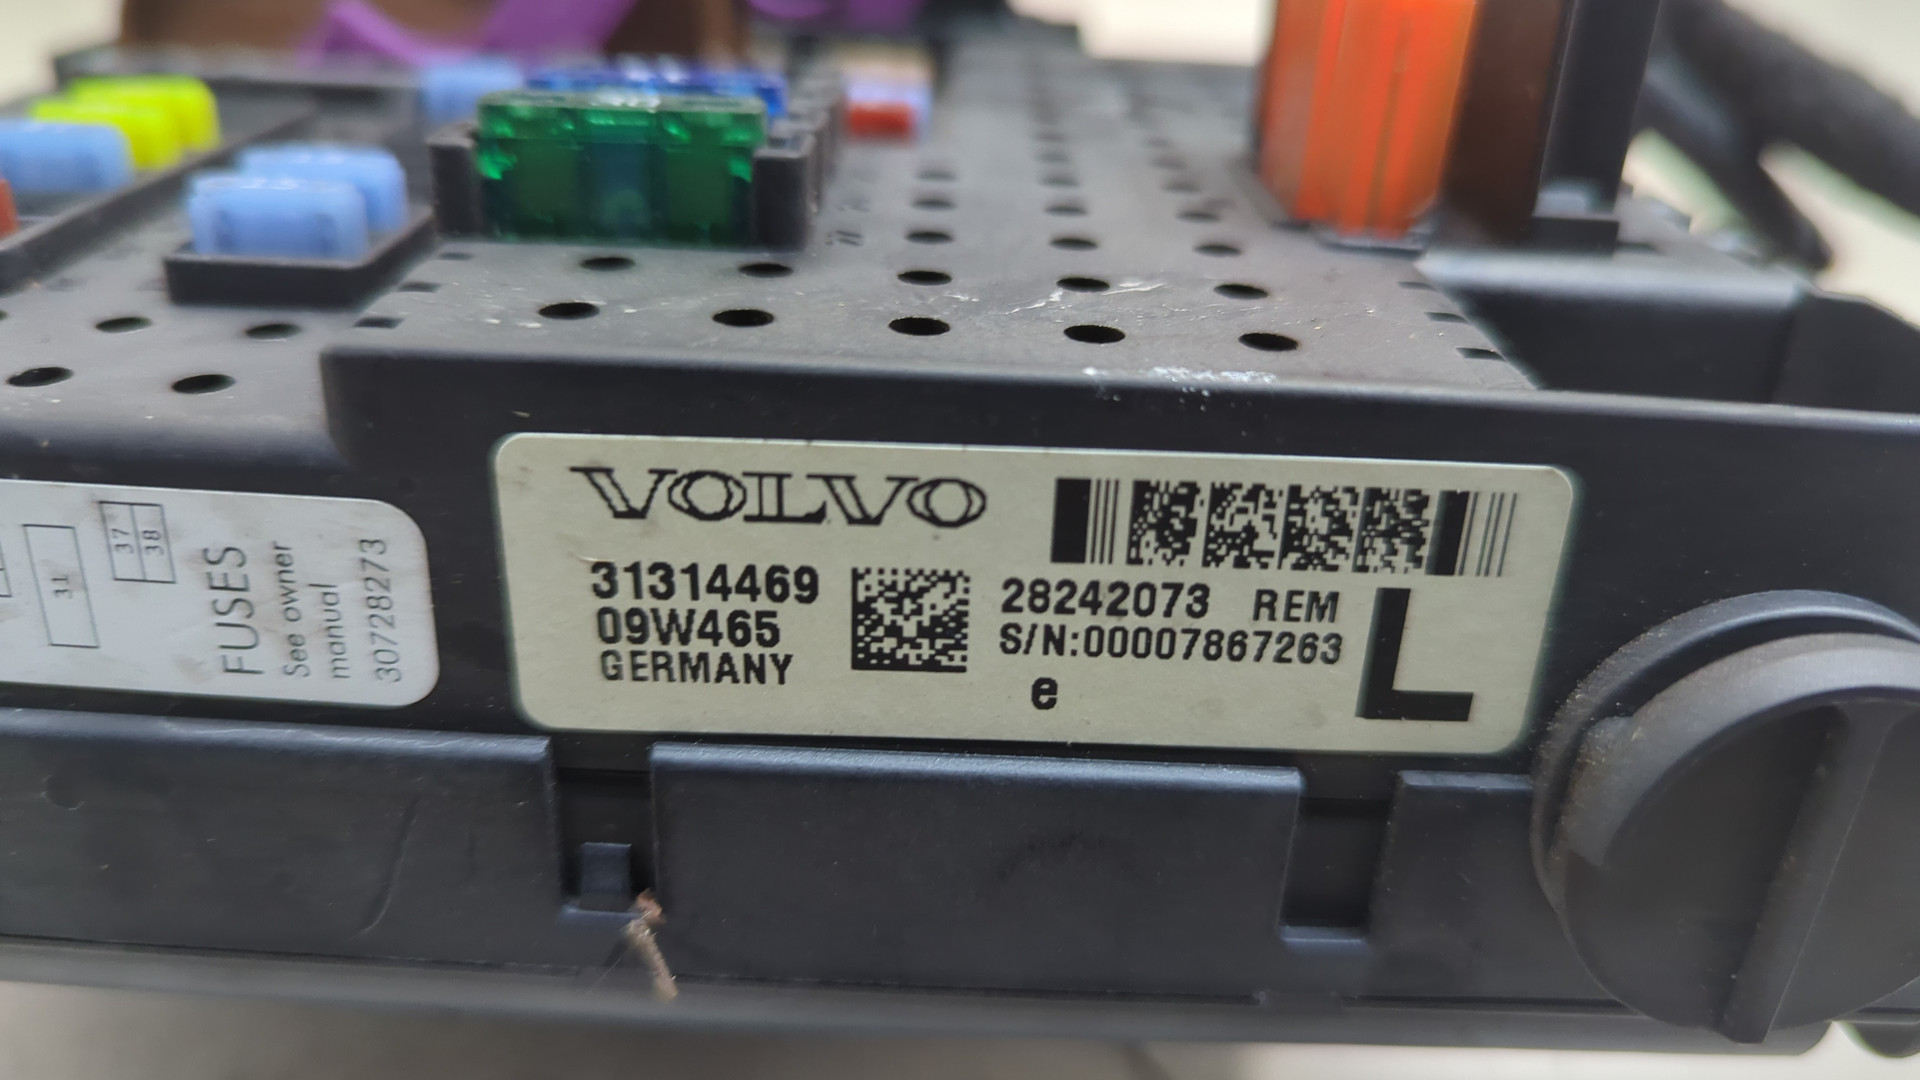 31
37
38
FUSES
See owner
manual
30728273
VOLVO
31314469
09W465
GERMANY
28242073 REM
S/N:00007867263
e
L